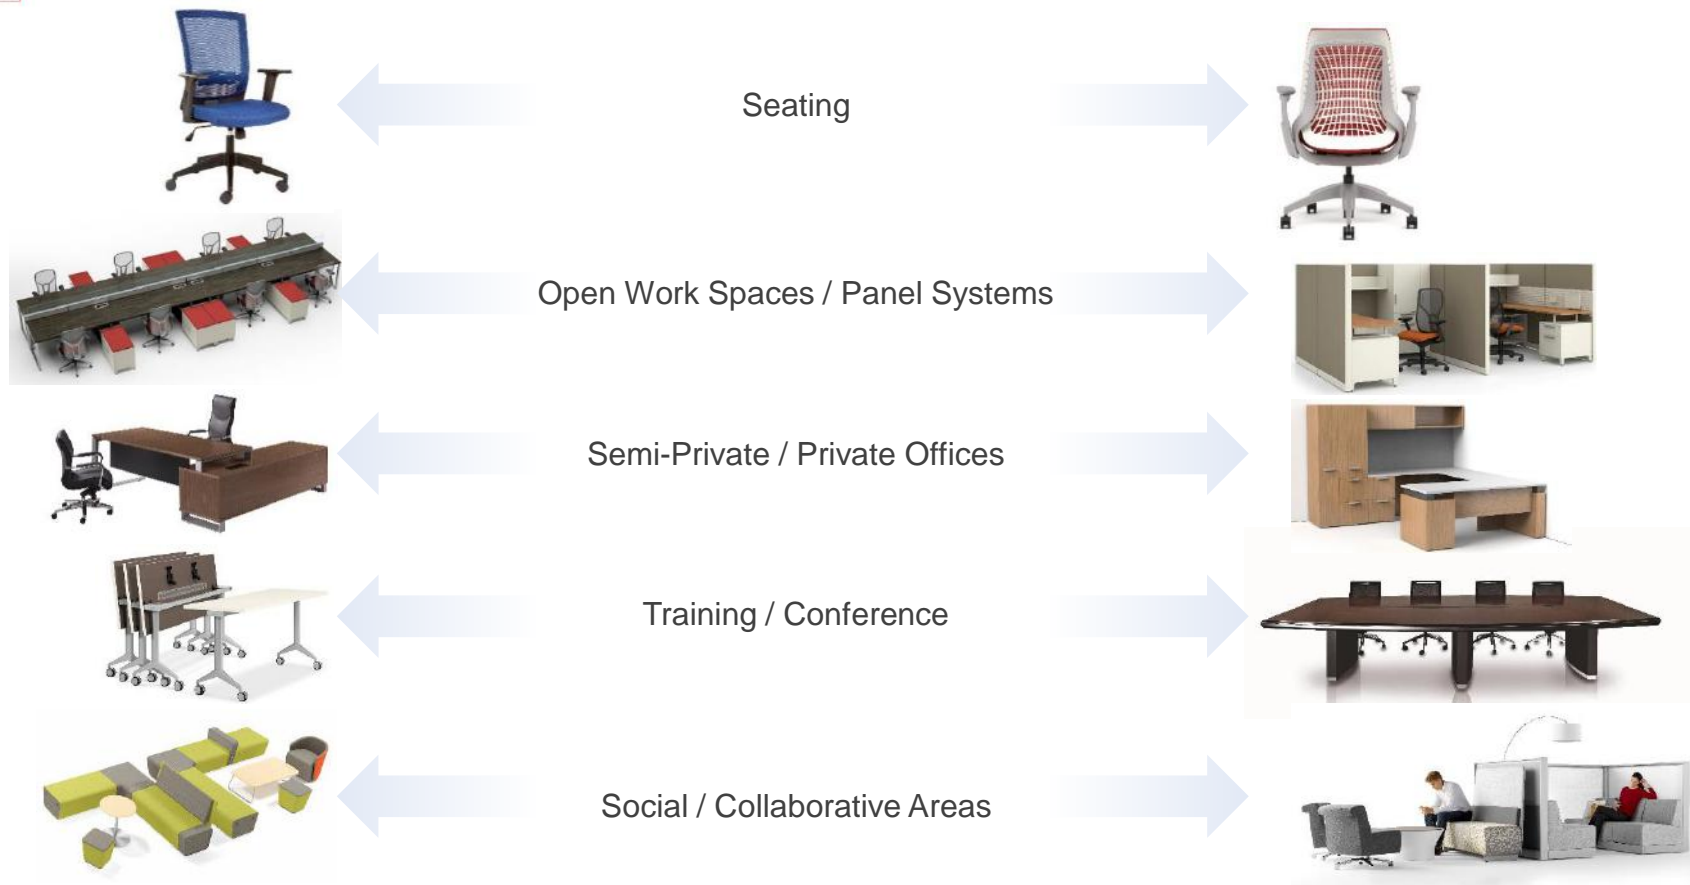 Seating
Open Work Spaces / Panel Systems
Semi-Private / Private Offices
Training / Conference
Social / Collaborative Areas